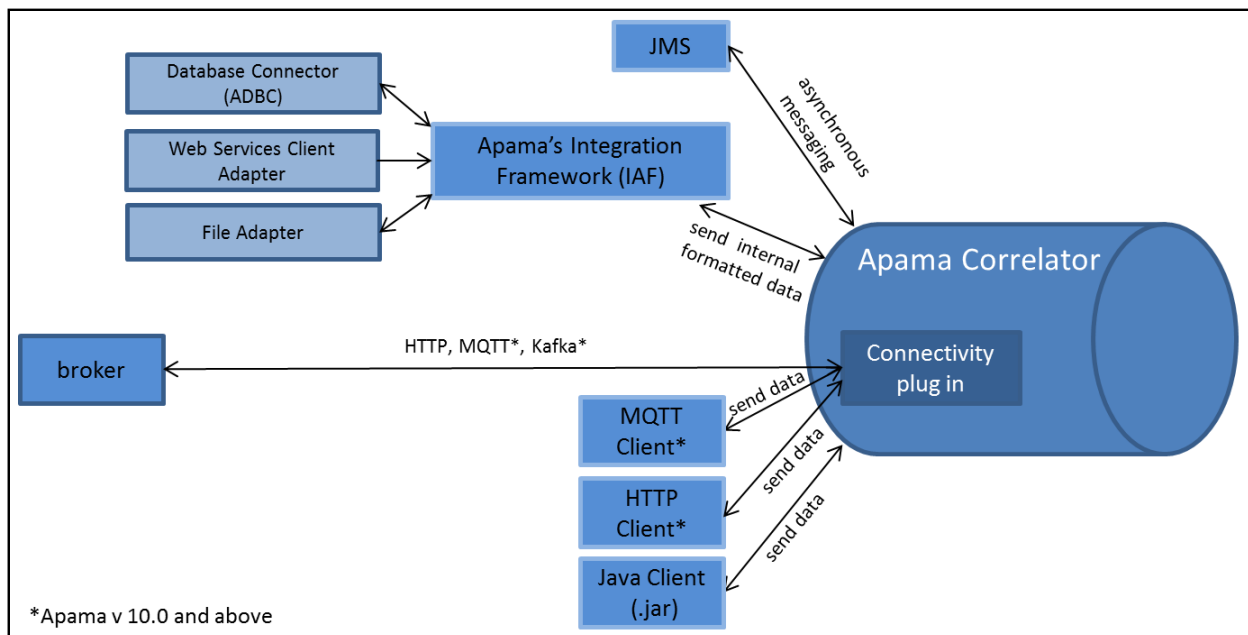 JMS
Database Connector
(ADBC)
asynchronous
messaging
Web Services Client
Adapter
Apama's Integration
Framework (IAF)
File Adapter
send internal
formatted data
Apama Correlator
HTTP, MQTT*, Kafka*
broker
Connectivity
plug in
send data
MQTT
Client*
send data
HTTP
Client*
send data
Java Client
(.jar)
*Apama v 10.0 and above